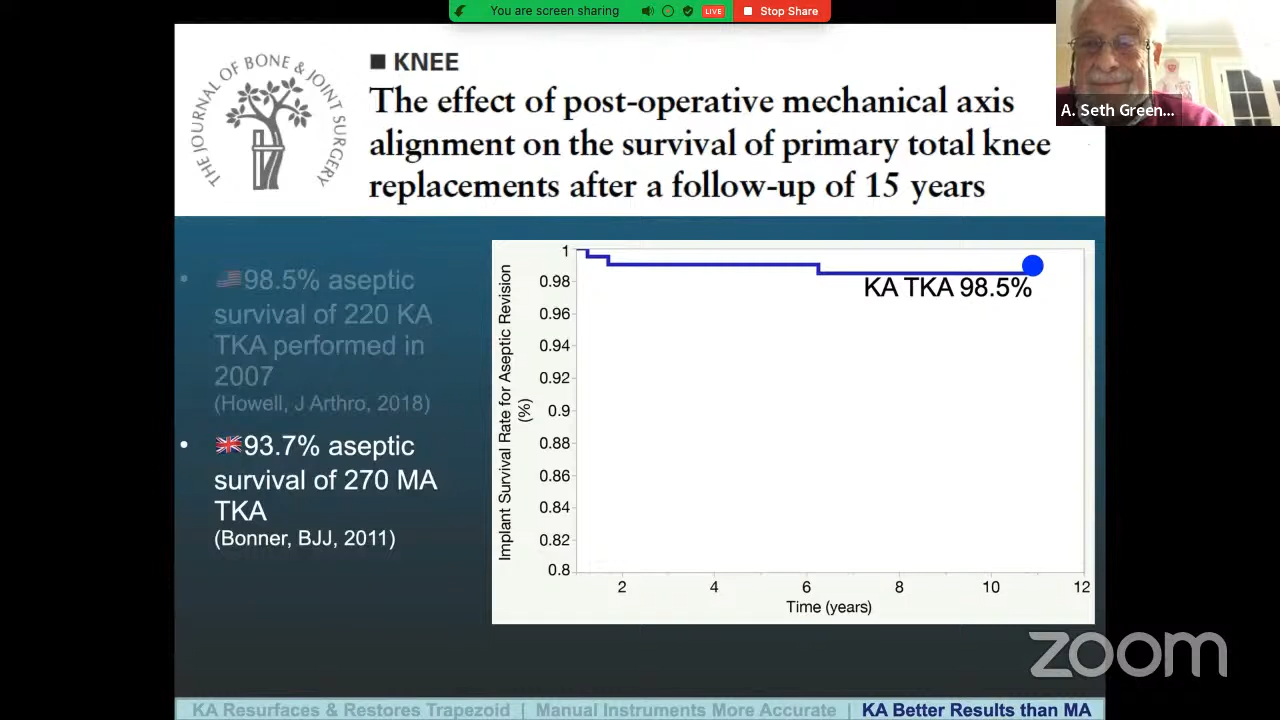 You are screen sharing
LIVE
Stop Share
A. Seth Green...
THE JOURNAL OF BONE & JOINT SURGERY
■ KNEE
The effect of post-operative mechanical axis
alignment on the survival of primary total knee
replacements after a follow-up of 15 years
• 🇺🇸98.5% aseptic
survival of 220 KA
TKA performed in
2007
(Howell, J Arthro, 2018)
• 🇬🇧93.7% aseptic
survival of 270 MA
TKA
(Bonner, BJJ, 2011)
Implant Survival Rate for Aseptic Revision
(%)
1
0.98
0.96
0.94
0.92
0.9
0.88
0.86
0.84
0.82
0.8
KA TKA 98.5%
2 4 6 8 10 12
Time (years)
zoom
KA Resurfaces & Restores Trapezoid | Manual Instruments More Accurate | KA Better Results than MA